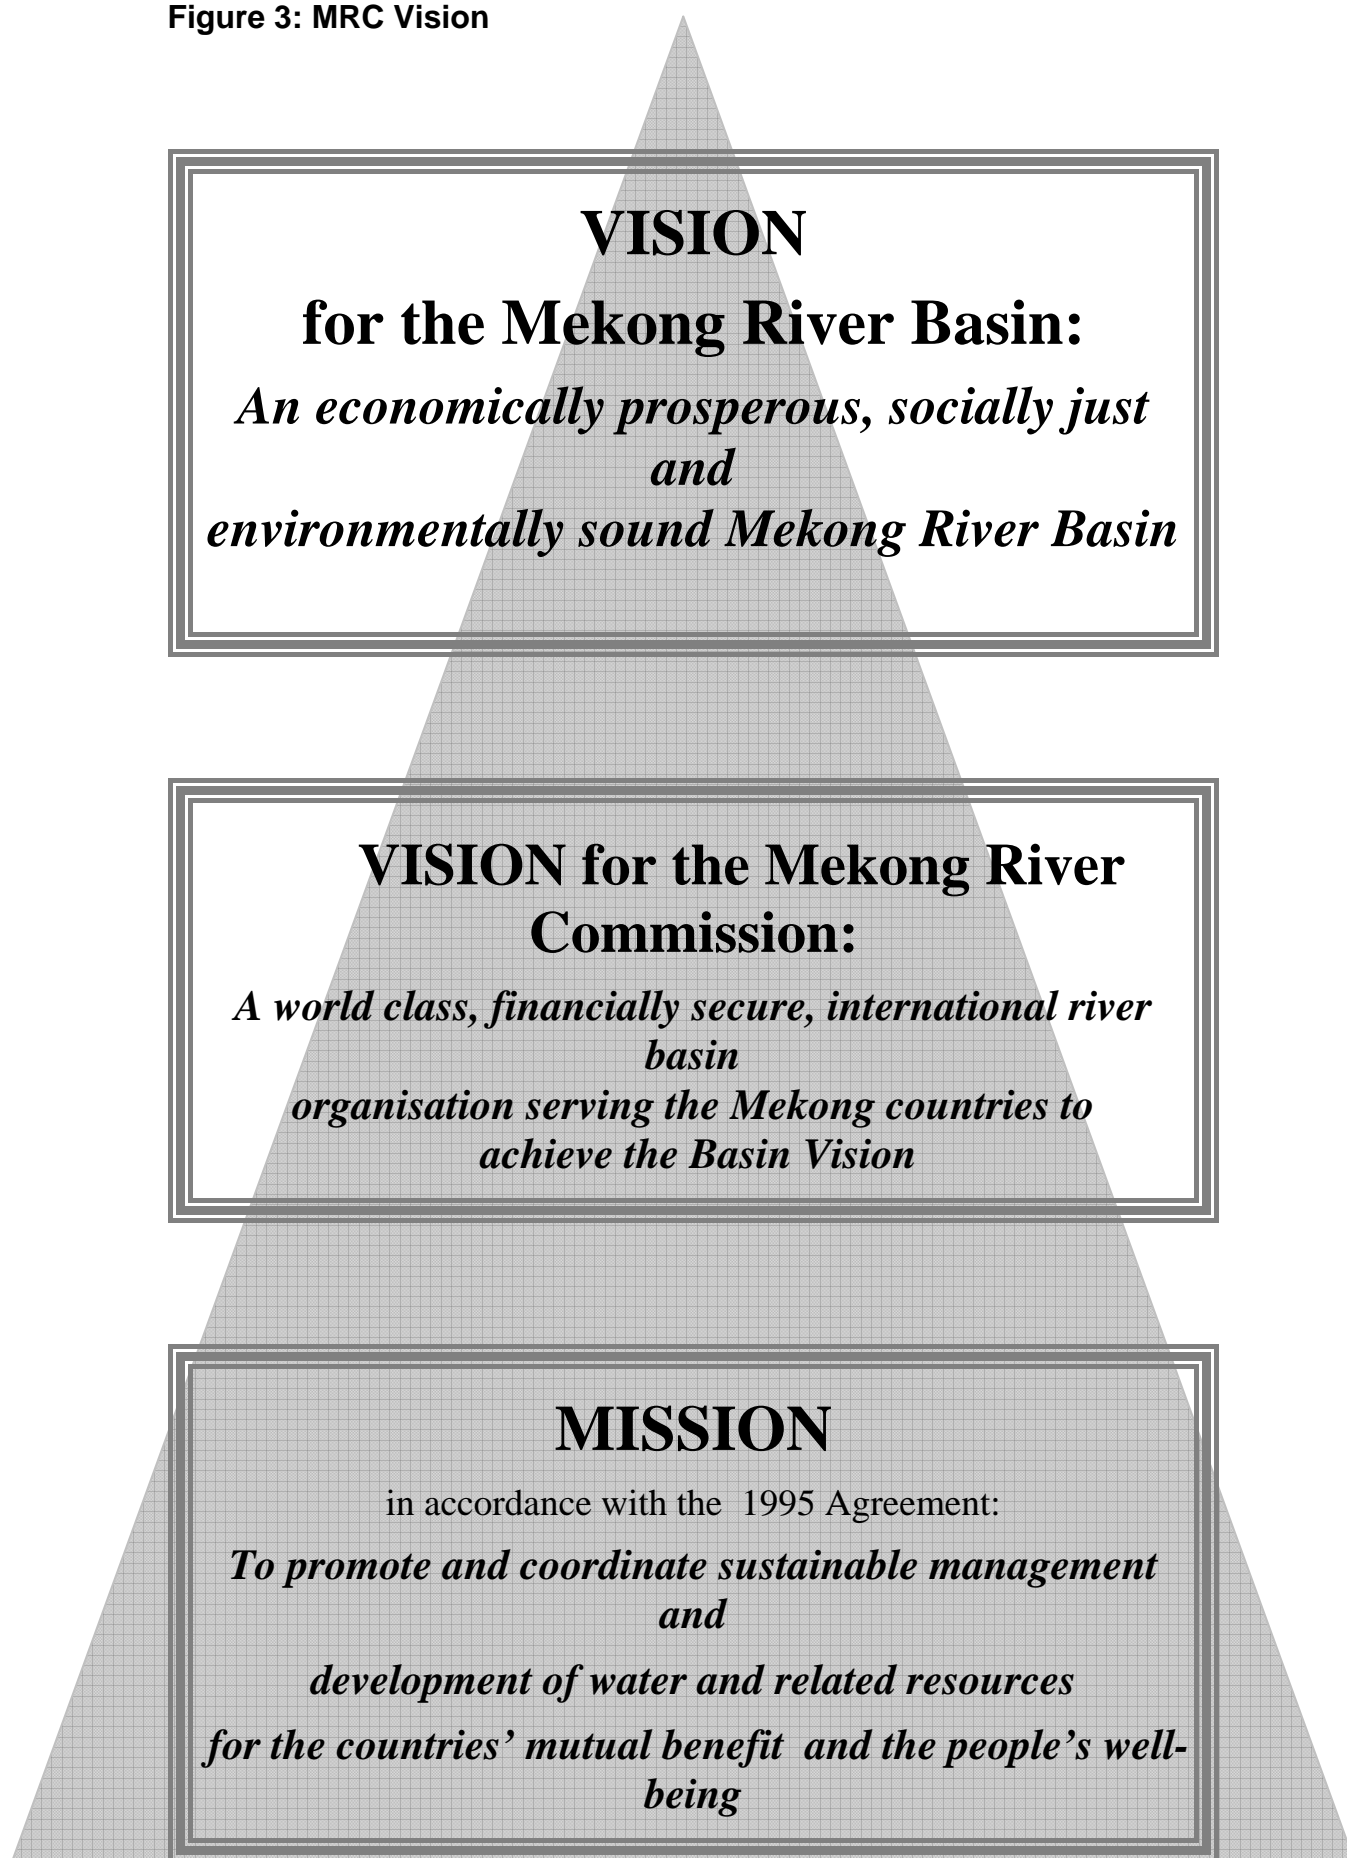 Figure 3: MRC Vision
VISION
for the Mekong River Basin:
An economically prosperous, socially just
and
environmentally sound Mekong River Basin
VISION for the Mekong River
Commission:
A world class, financially secure, international river
basin
organisation serving the Mekong countries to
achieve the Basin Vision
MISSION
in accordance with the  1995 Agreement:
To promote and coordinate sustainable management
and
development of water and related resources
for the countries’ mutual benefit  and the people’s well-
being